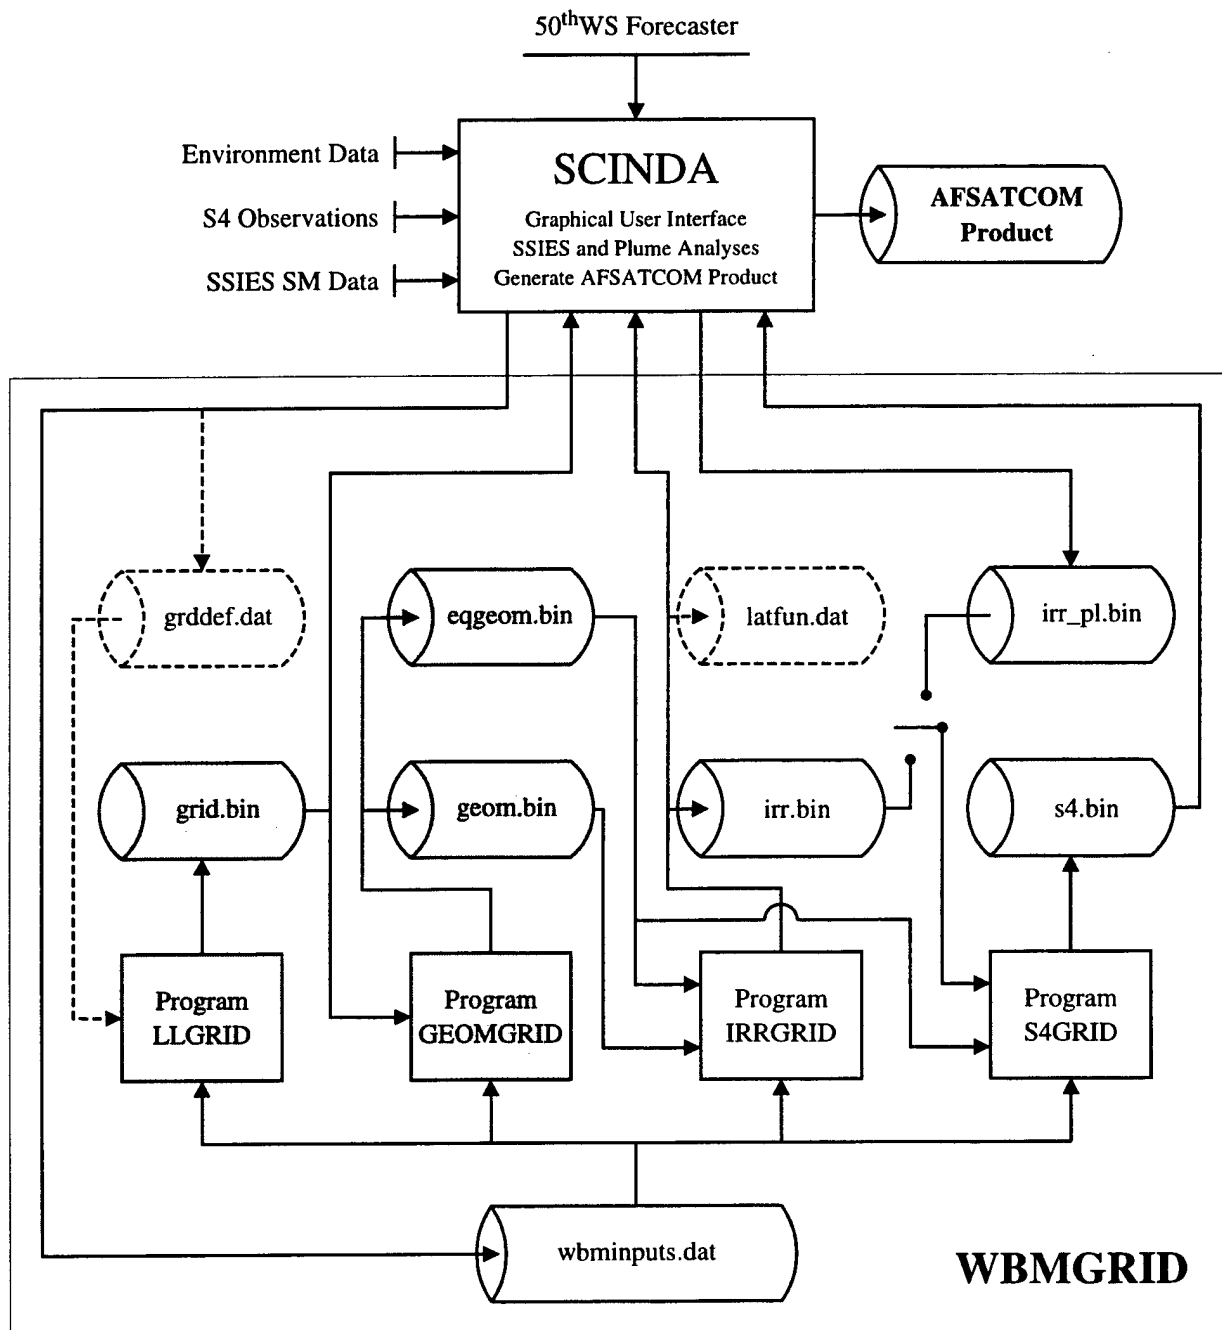 50thWS Forecaster
Environment Data
S4 Observations
SSIES SM Data
SCINDA
Graphical User Interface
SSIES and Plume Analyses
Generate AFSATCOM Product
AFSATCOM
Product
grddef.dat
eqgeom.bin
latfun.dat
irr_pl.bin
grid.bin
geom.bin
irr.bin
s4.bin
Program
LLGRID
Program
GEOMGRID
Program
IRRGRID
Program
S4GRID
wbminputs.dat
WBMGRID